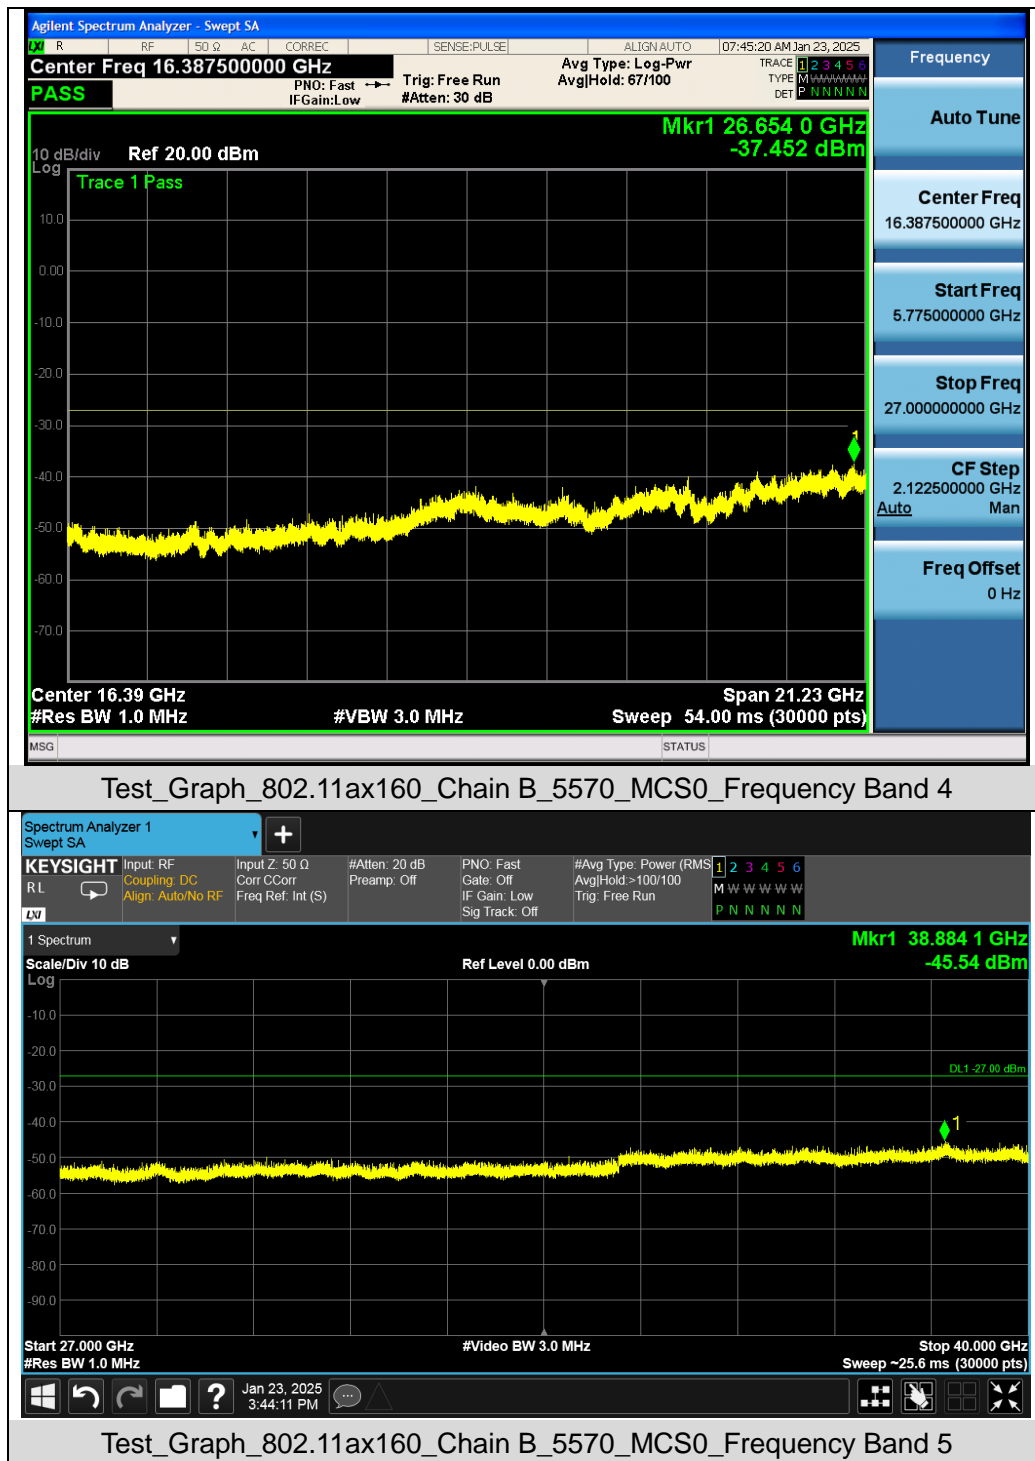 Agilent Spectrum Analyzer - Swept SA
LXI R RF 50 Ω AC CORREC SENSE:PULSE ALIGN AUTO 07:45:20 AM Jan 23, 2025
Center Freq 16.387500000 GHz
PASS
PNO: Fast
IFGain:Low
Trig: Free Run
#Atten: 30 dB
Avg Type: Log-Pwr
Avg|Hold: 67/100
TRACE 1 2 3 4 5 6
TYPE M W W W W W
DET P N N N N N
Mkr1 26.654 0 GHz
-37.452 dBm
10 dB/div Ref 20.00 dBm
Log
Trace 1 Pass
10.0
0.00
-10.0
-20.0
-30.0
1
-40.0
-50.0
-60.0
-70.0
Center 16.39 GHz Span 21.23 GHz
#Res BW 1.0 MHz #VBW 3.0 MHz Sweep 54.00 ms (30000 pts)
MSG STATUS
Frequency
Auto Tune
Center Freq
16.387500000 GHz
Start Freq
5.775000000 GHz
Stop Freq
27.000000000 GHz
CF Step
2.122500000 GHz
Auto Man
Freq Offset
0 Hz
Test_Graph_802.11ax160_Chain B_5570_MCS0_Frequency Band 4
Spectrum Analyzer 1
Swept SA
KEYSIGHT
R L
LXI
Input: RF
Coupling: DC
Align: Auto/No RF
Input Z: 50 Ω
Corr CCorr
Freq Ref: Int (S)
#Atten: 20 dB
Preamp: Off
PNO: Fast
Gate: Off
IF Gain: Low
Sig Track: Off
#Avg Type: Power (RMS
Avg|Hold:>100/100
Trig: Free Run
1 2 3 4 5 6
M W W W W W
P N N N N N
1 Spectrum
Mkr1 38.884 1 GHz
-45.54 dBm
Scale/Div 10 dB Ref Level 0.00 dBm
Log
-10.0
-20.0
DL1 -27.00 dBm
-30.0
-40.0
1
-50.0
-60.0
-70.0
-80.0
-90.0
Start 27.000 GHz #Video BW 3.0 MHz Stop 40.000 GHz
#Res BW 1.0 MHz Sweep ~25.6 ms (30000 pts)
? Jan 23, 2025
3:44:11 PM
Test_Graph_802.11ax160_Chain B_5570_MCS0_Frequency Band 5